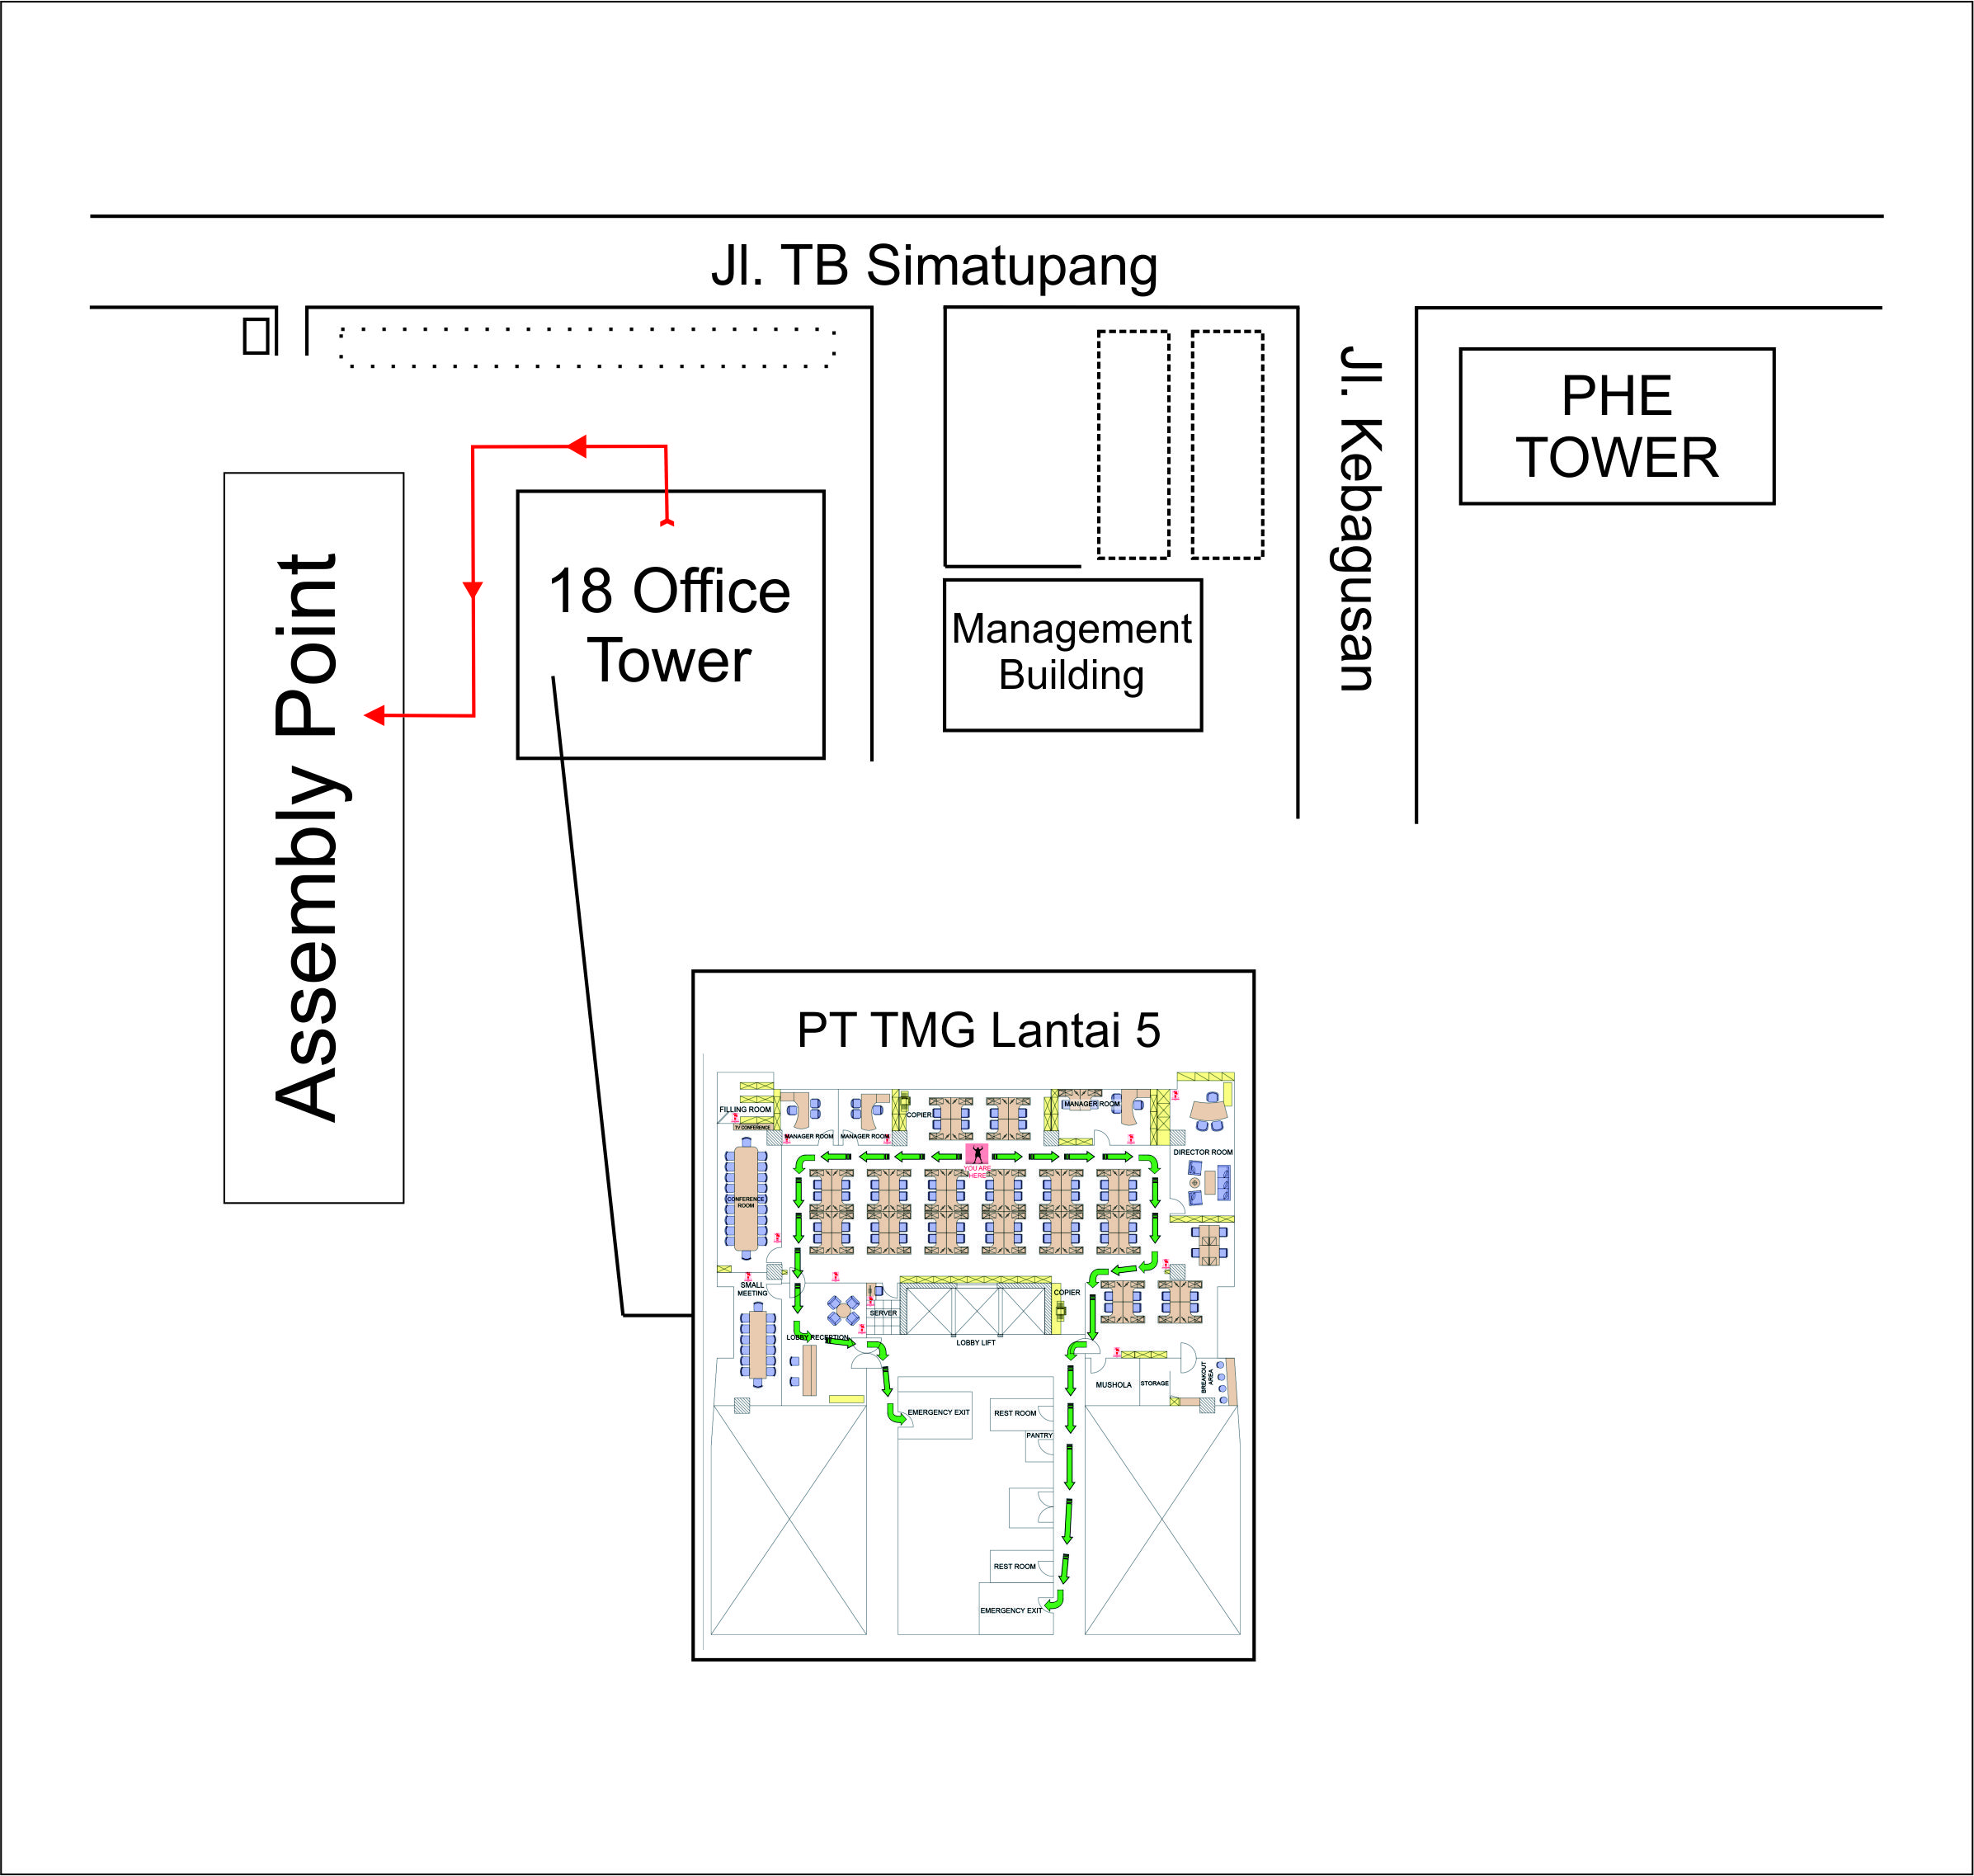 Jl. TB Simatupang
Jl. Kebagusan
PHE
TOWER
18 Office
Tower
Management
Building
Assembly Point
PT TMG Lantai 5
FILLING ROOM
TV CONFERENCE
MANAGER ROOM
MANAGER ROOM
COPIER
MANAGER ROOM
YOU ARE
HERE
DIRECTOR ROOM
CONFERENCE
ROOM
SMALL
MEETING
SERVER
COPIER
LOBBY RECEPTION
LOBBY LIFT
MUSHOLA
STORAGE
BREAKOUT
AREA
EMERGENCY EXIT
REST ROOM
PANTRY
REST ROOM
EMERGENCY EXIT